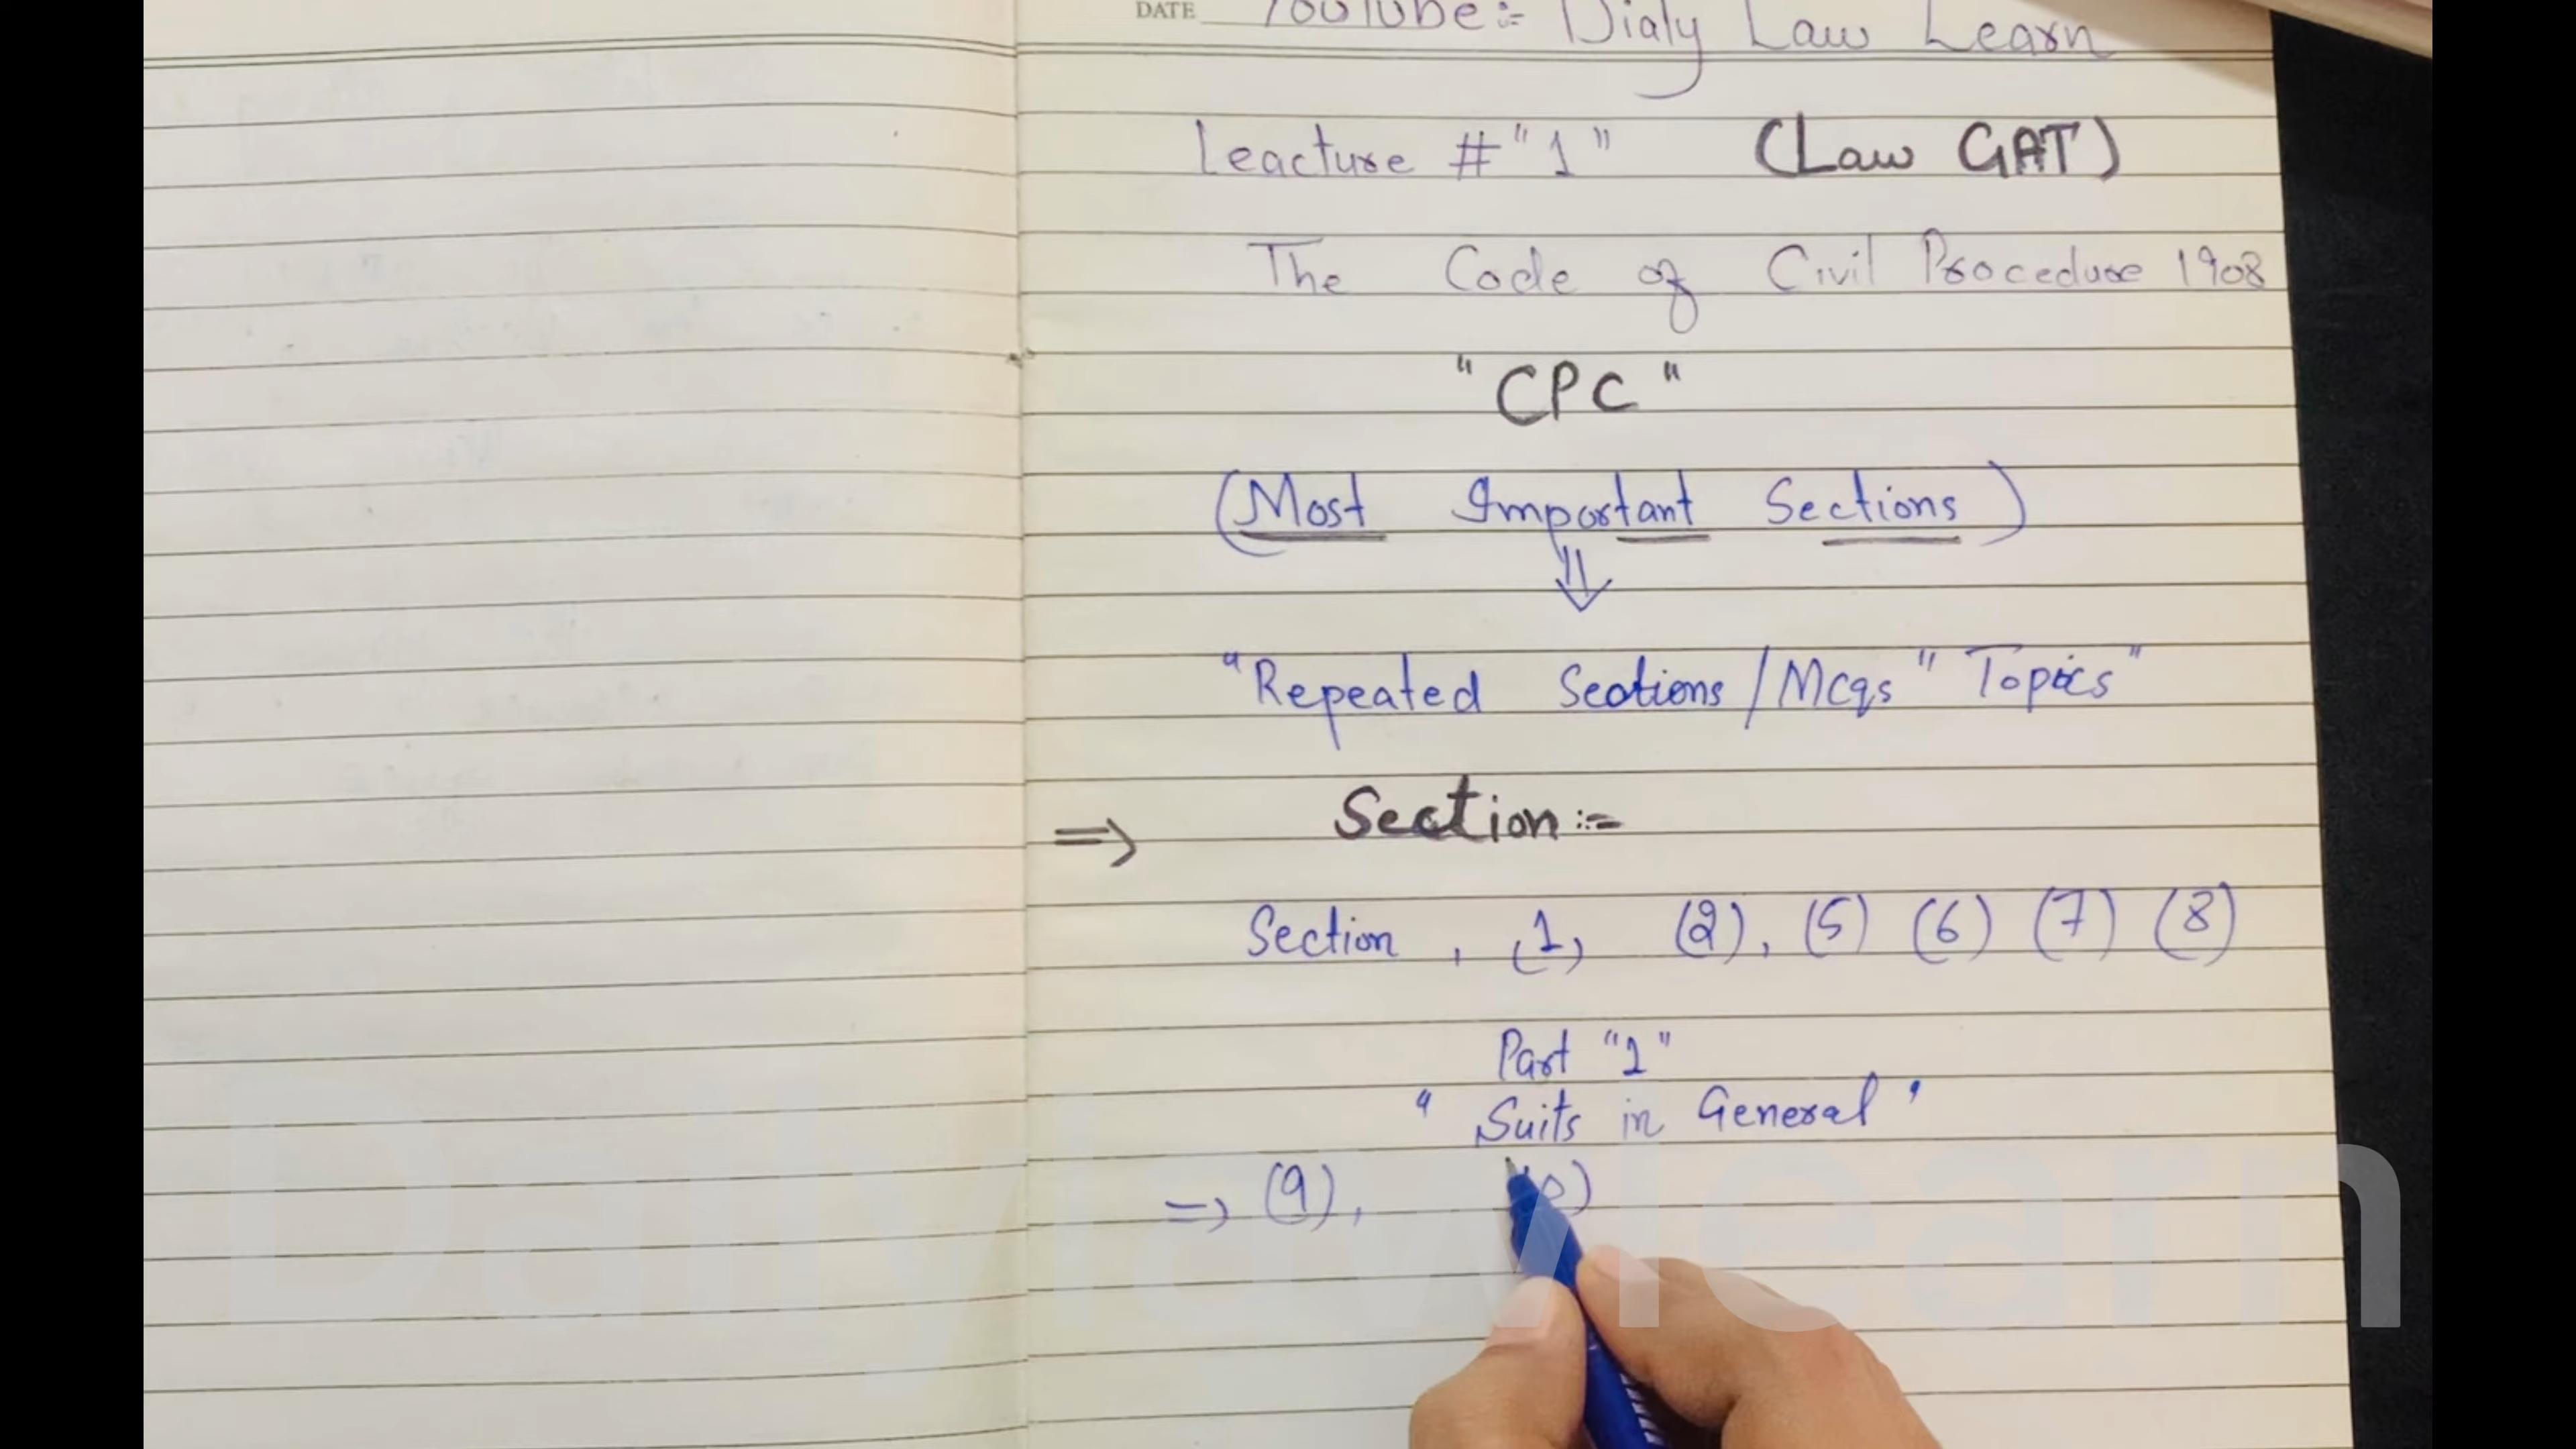 DATE YouTube:- Dialy Law Learn
Leacture # "1" (Law GAT)
The Code of Civil Procedure 1908
"CPC"
(Most Important Sections)
"Repeated Sections/Mcqs" Topics"
⇒ Section:-
Section, (1), (2), (5) (6) (7) (8)
Part "1"
"Suits in General"
⇒ (9),
Dailylawlearn